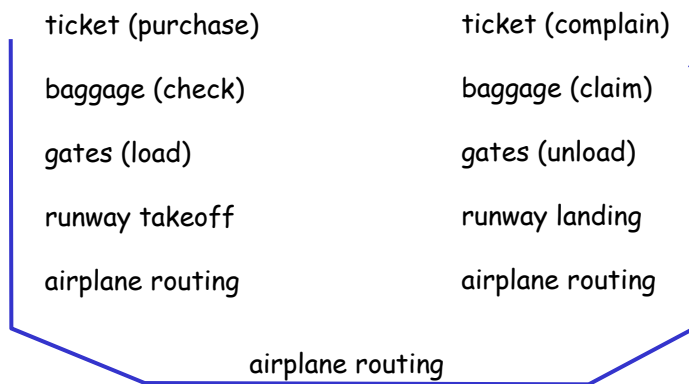 ticket (purchase)
baggage (check)
gates (load)
runway takeoff
airplane routing
ticket (complain)
baggage (claim)
gates (unload)
runway landing
airplane routing
airplane routing